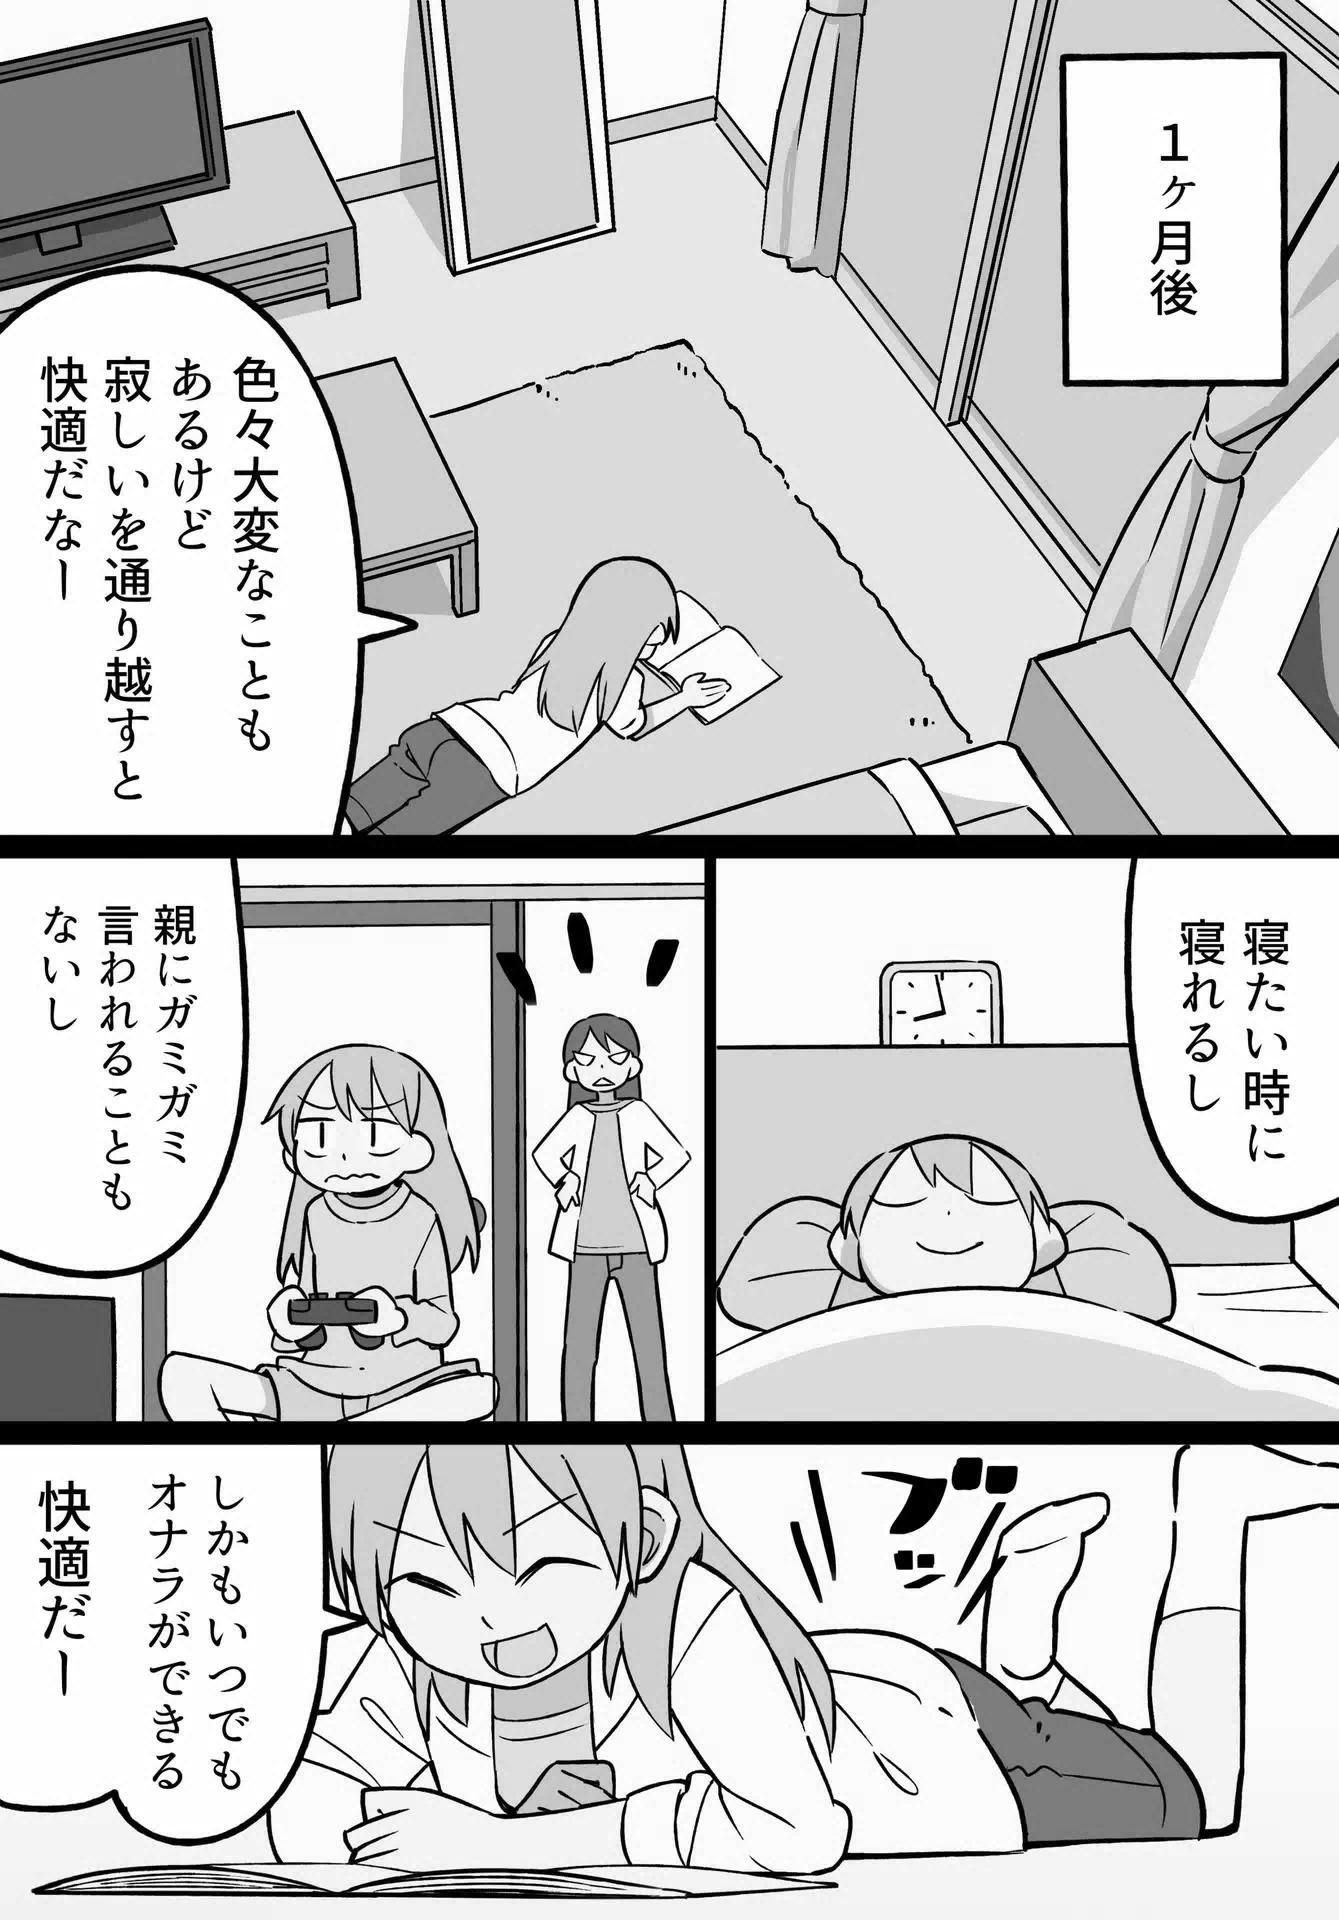 1ヶ月後
色々大変なことも
あるけど
寂しいを通り越すと
快適だなー
寝たい時に
寝れるし
親にガミガミ
言われることも
ないし
ブッ
しかもいつでも
オナラができる
快適だー